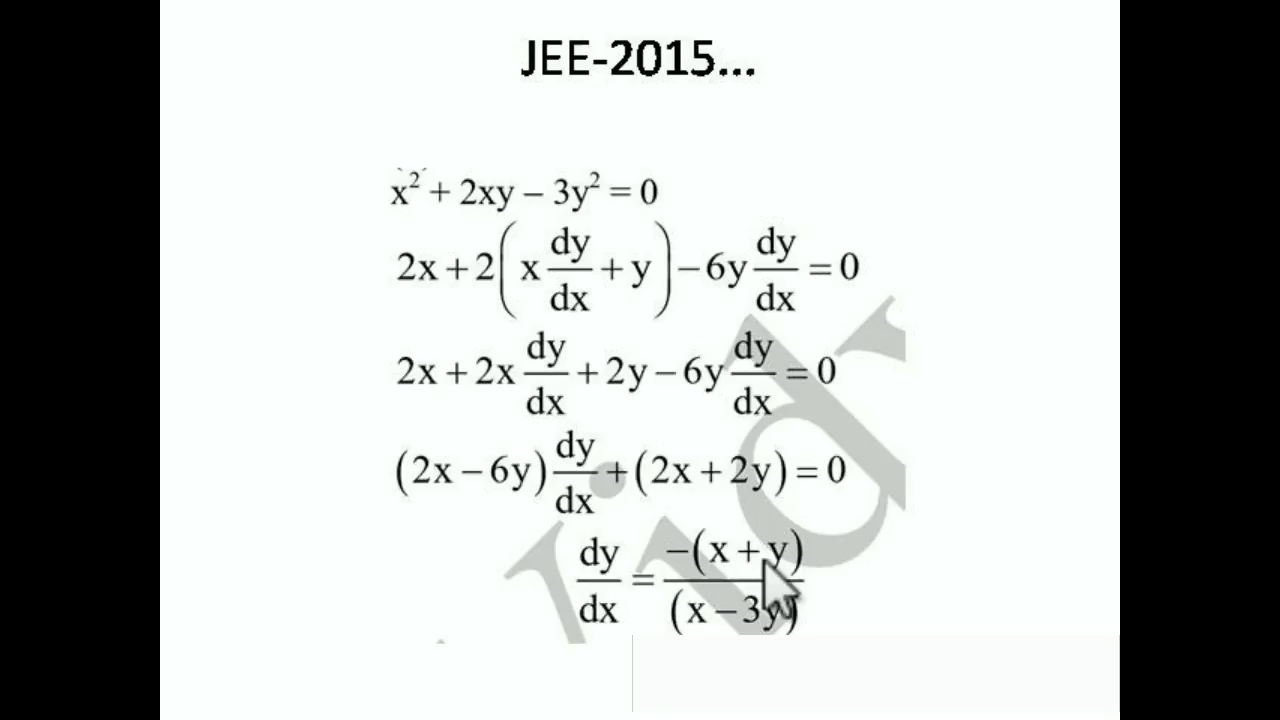 JEE-2015...
x² + 2xy − 3y² = 0
2x + 2(x dy/dx + y) − 6y dy/dx = 0
2x + 2x dy/dx + 2y − 6y dy/dx = 0
(2x − 6y) dy/dx + (2x + 2y) = 0
dy/dx = −(x + y)/(x − 3y)